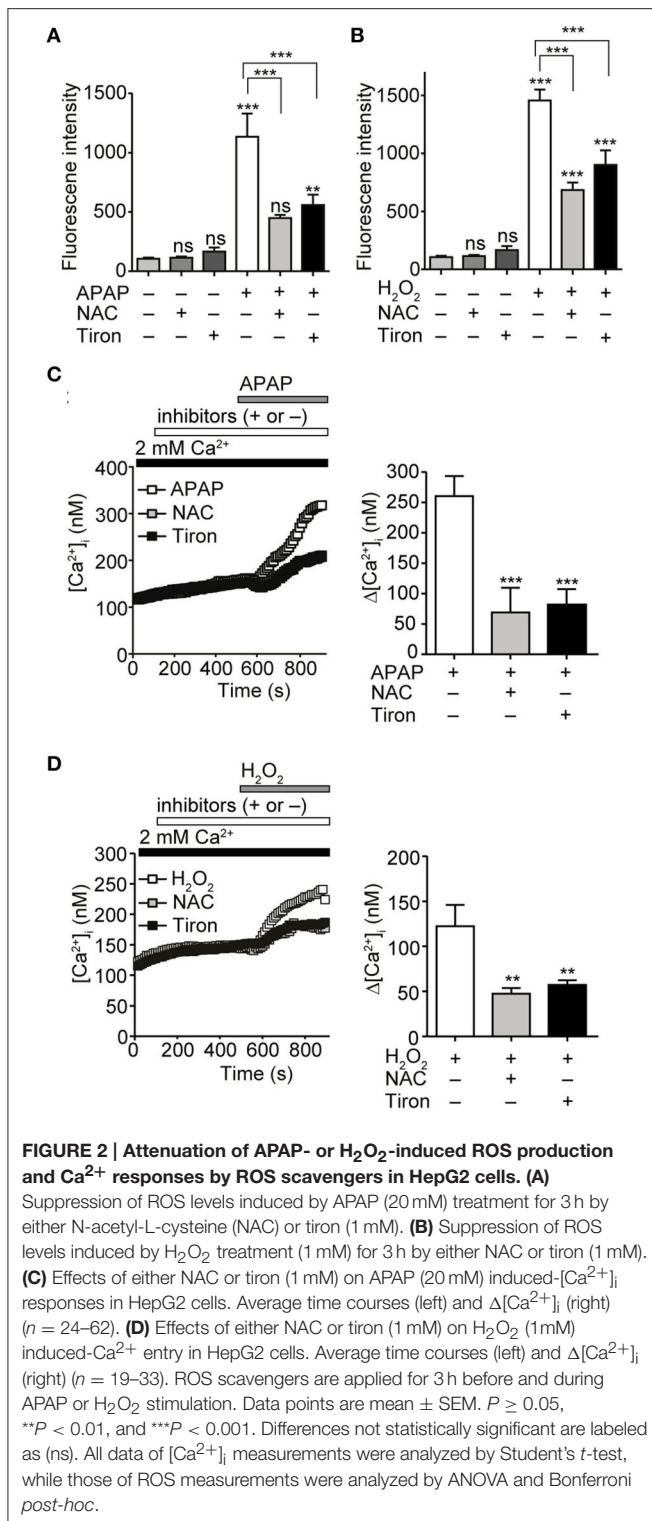 A
***
***
***
ns
ns
**
1500
1000
500
0
Fluorescene intensity
APAP – – – + + +
NAC – + – – + –
Tiron – – + – – +
B
***
***
***
ns
ns
***
***
1500
1000
500
0
Fluorescene intensity
H₂O₂ – – – + + +
NAC – + – – + –
Tiron – – + – – +
C
APAP
inhibitors (+ or –)
2 mM Ca²⁺
400
300
200
100
0
[Ca²⁺]ᵢ (nM)
APAP
NAC
Tiron
0 200 400 600 800
Time (s)
300
250
200
150
100
50
0
Δ[Ca²⁺]ᵢ (nM)
***
***
APAP + + +
NAC – + –
Tiron – – +
D
H₂O₂
inhibitors (+ or –)
2 mM Ca²⁺
300
250
200
150
100
50
0
[Ca²⁺]ᵢ (nM)
H₂O₂
NAC
Tiron
0 200 400 600 800
Time (s)
200
150
100
50
0
Δ[Ca²⁺]ᵢ (nM)
**
**
H₂O₂ + + +
NAC – + –
Tiron – – +
FIGURE 2 | Attenuation of APAP- or H₂O₂-induced ROS production
and Ca²⁺ responses by ROS scavengers in HepG2 cells. (A)
Suppression of ROS levels induced by APAP (20 mM) treatment for 3 h by
either N-acetyl-L-cysteine (NAC) or tiron (1 mM). (B) Suppression of ROS
levels induced by H₂O₂ treatment (1 mM) for 3 h by either NAC or tiron (1 mM).
(C) Effects of either NAC or tiron (1 mM) on APAP (20 mM) induced-[Ca²⁺]ᵢ
responses in HepG2 cells. Average time courses (left) and Δ[Ca²⁺]ᵢ (right)
(n = 24–62). (D) Effects of either NAC or tiron (1 mM) on H₂O₂ (1mM)
induced-Ca²⁺ entry in HepG2 cells. Average time courses (left) and Δ[Ca²⁺]ᵢ
(right) (n = 19–33). ROS scavengers are applied for 3 h before and during
APAP or H₂O₂ stimulation. Data points are mean ± SEM. P ≥ 0.05,
**P < 0.01, and ***P < 0.001. Differences not statistically significant are labeled
as (ns). All data of [Ca²⁺]ᵢ measurements were analyzed by Student's t-test,
while those of ROS measurements were analyzed by ANOVA and Bonferroni
post-hoc.